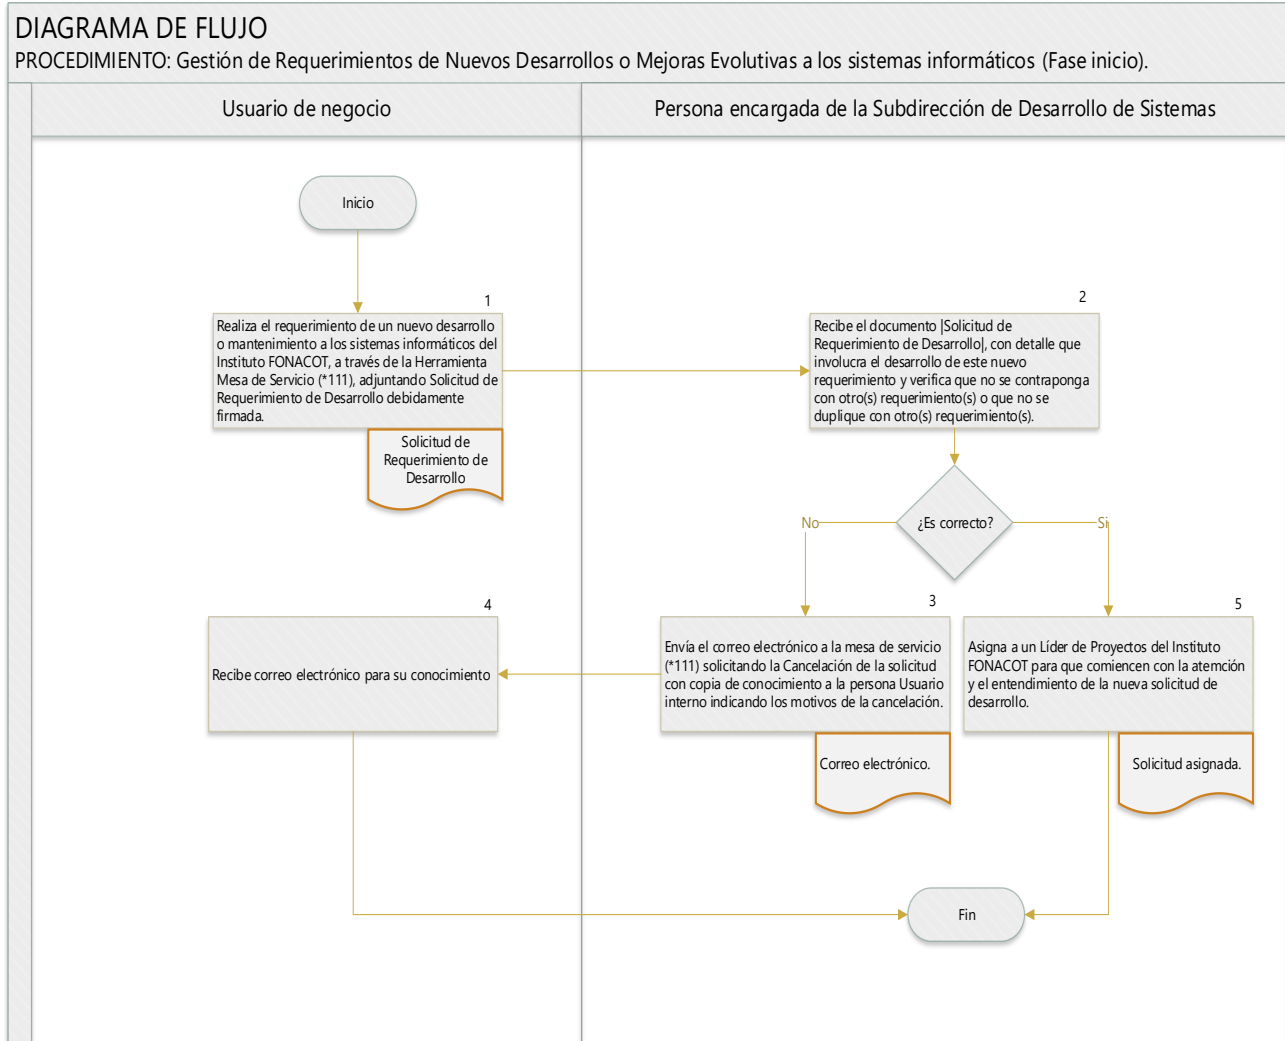 DIAGRAMA DE FLUJO
PROCEDIMIENTO: Gestión de Requerimientos de Nuevos Desarrollos o Mejoras Evolutivas a los sistemas informáticos (Fase inicio).
Usuario de negocio
Persona encargada de la Subdirección de Desarrollo de Sistemas
Inicio
1
Realiza el requerimiento de un nuevo desarrollo
o mantenimiento a los sistemas informáticos del
Instituto FONACOT, a través de la Herramienta
Mesa de Servicio (*111), adjuntando Solicitud de
Requerimiento de Desarrollo debidamente
firmada.
Solicitud de
Requerimiento de
Desarrollo
2
Recibe el documento |Solicitud de
Requerimiento de Desarrollo|, con detalle que
involucra el desarrollo de este nuevo
requerimiento y verifica que no se contraponga
con otro(s) requerimiento(s) o que no se
duplique con otro(s) requerimiento(s).
¿Es correcto?
No
Si
3
Envía el correo electrónico a la mesa de servicio
(*111) solicitando la Cancelación de la solicitud
con copia de conocimiento a la persona Usuario
interno indicando los motivos de la cancelación.
Correo electrónico.
4
Recibe correo electrónico para su conocimiento
5
Asigna a un Líder de Proyectos del Instituto
FONACOT para que comiencen con la atención
y el entendimiento de la nueva solicitud de
desarrollo.
Solicitud asignada.
Fin